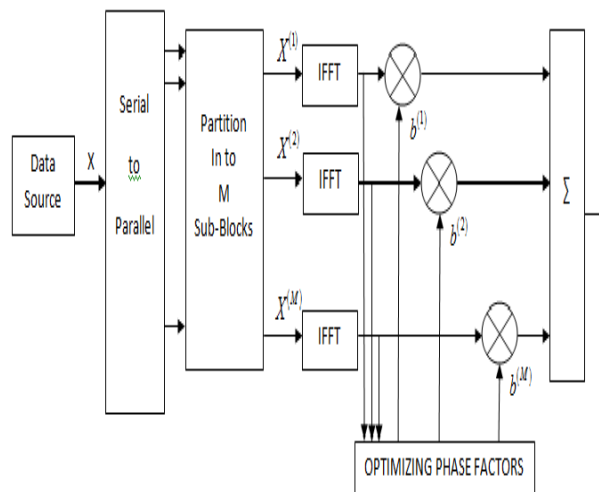 Data
Source
X
Serial
to
Parallel
Partition
In to
M
Sub-Blocks
X^(1)
IFFT
b^(1)
X^(2)
IFFT
b^(2)
X^(M)
IFFT
b^(M)
Σ
OPTIMIZING PHASE FACTORS